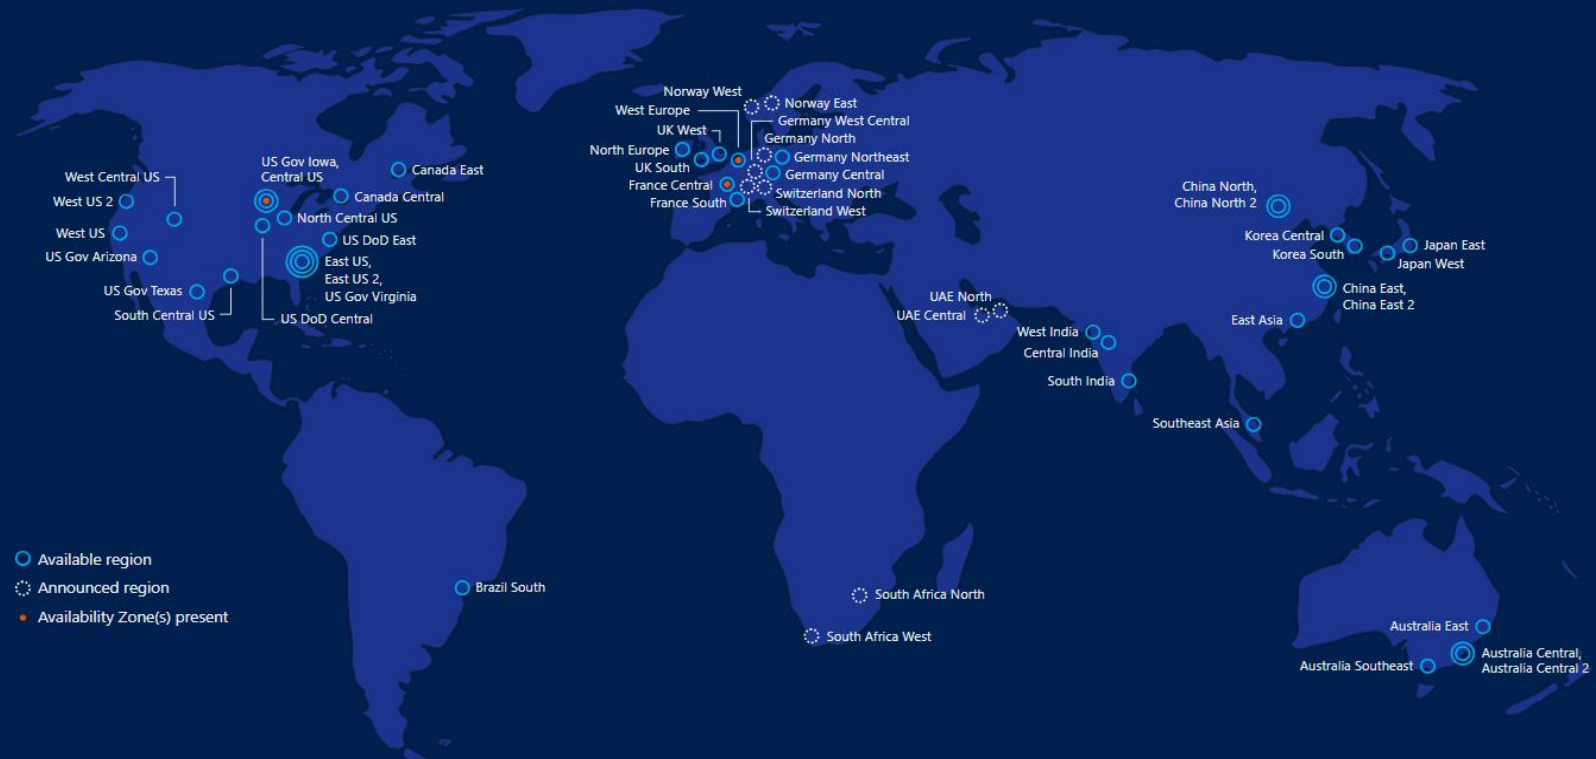 Norway West
Norway East
West Europe
Germany West Central
UK West
Germany North
North Europe
Germany Northeast
UK South
Germany Central
France Central
Switzerland North
France South
Switzerland West
US Gov Iowa,
Central US
Canada East
West Central US
West US 2
Canada Central
North Central US
West US
US DoD East
US Gov Arizona
East US,
East US 2,
US Gov Virginia
US Gov Texas
South Central US
US DoD Central
China North,
China North 2
Korea Central
Japan East
Korea South
Japan West
China East,
China East 2
UAE North
UAE Central
East Asia
West India
Central India
South India
Southeast Asia
Available region
Announced region
Availability Zone(s) present
Brazil South
South Africa North
South Africa West
Australia East
Australia Central,
Australia Central 2
Australia Southeast